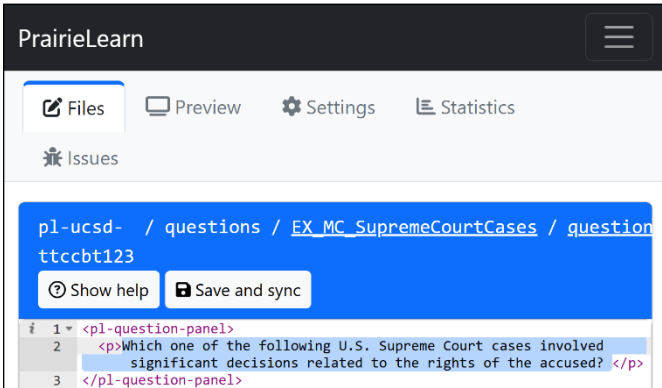 PrairieLearn
Files Preview Settings Statistics
Issues
pl-ucsd- / questions / EX_MC_SupremeCourtCases / question
ttccbt123
Show help Save and sync
i 1 <pl-question-panel>
2 <p>Which one of the following U.S. Supreme Court cases involved
significant decisions related to the rights of the accused? </p>
3 </pl-question-panel>